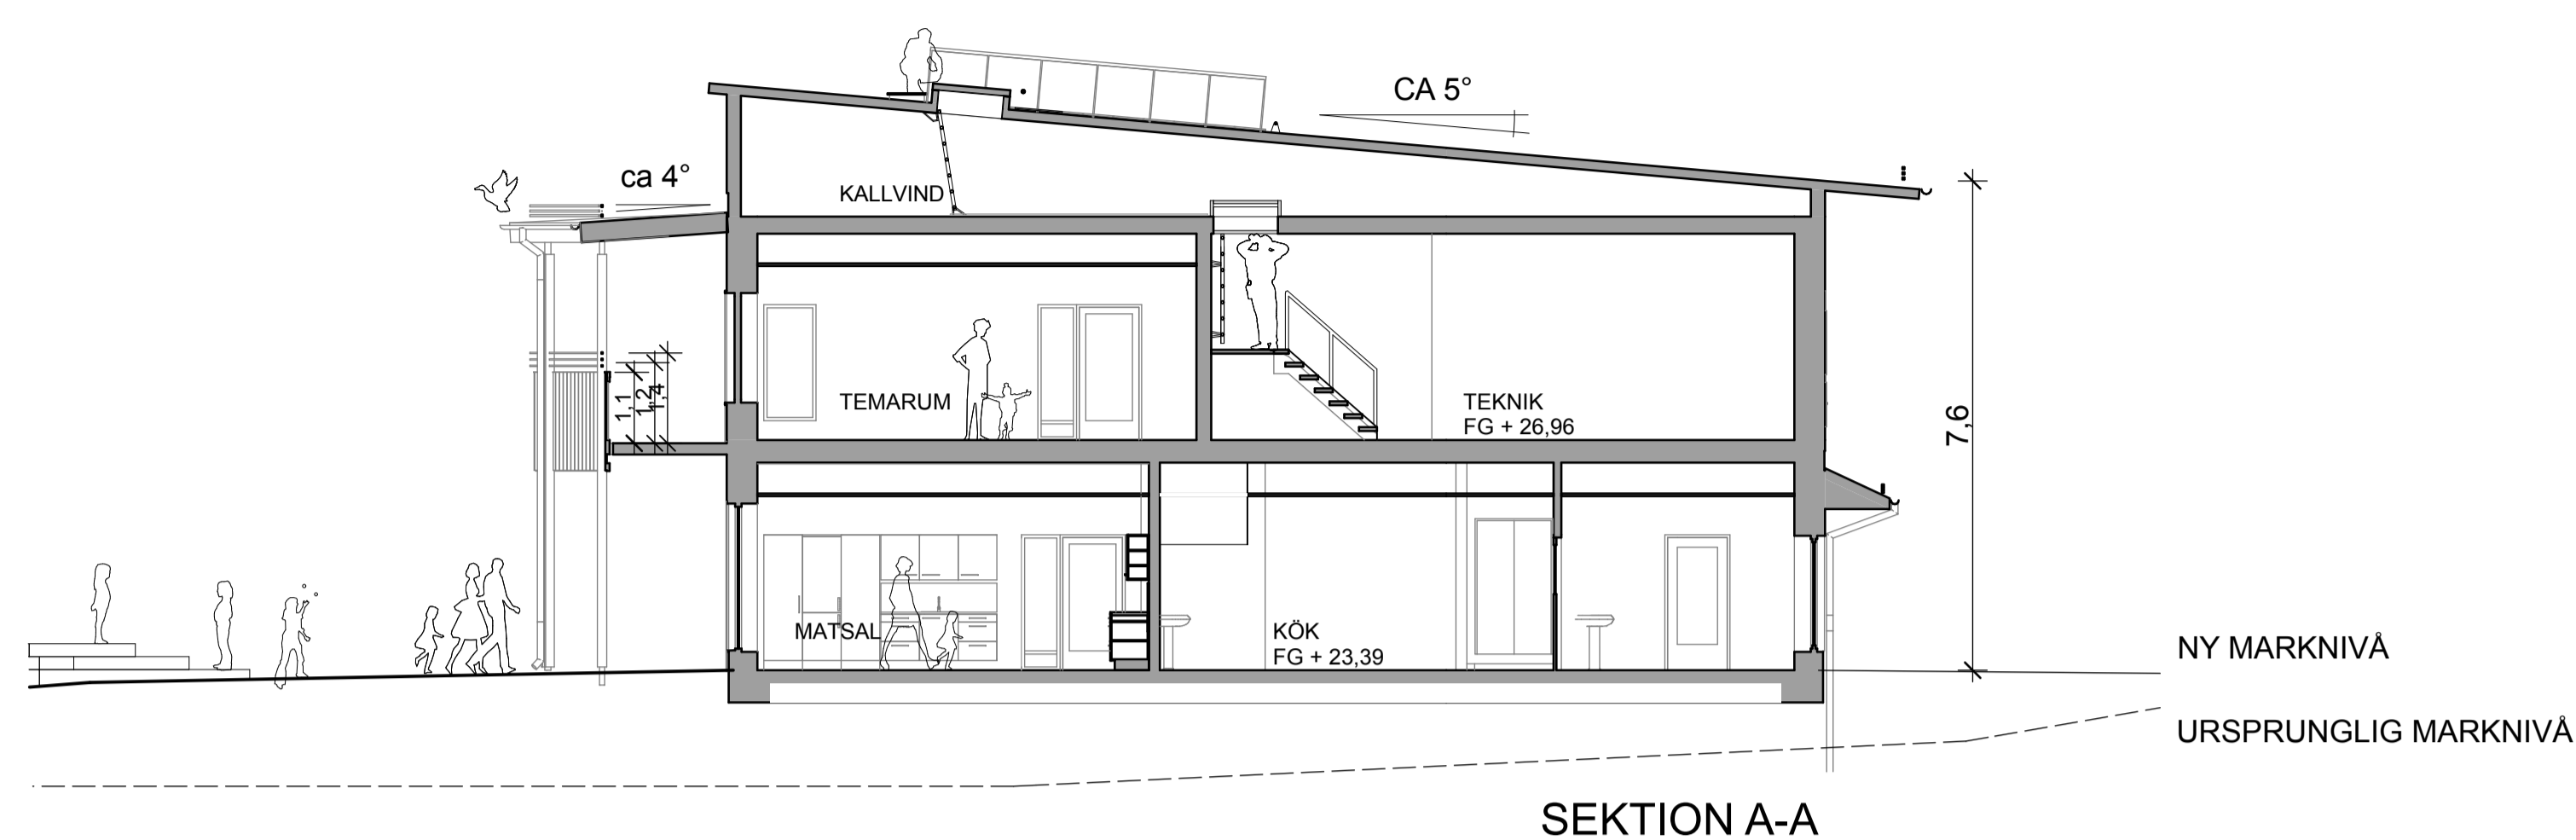 CA 5°
ca 4°
KALLVIND
1,1
1,2
1,4
TEMARUM
TEKNIK
FG + 26,96
7,6
MATSAL
KÖK
FG + 23,39
NY MARKNIVÅ
URSPRUNGLIG MARKNIVÅ
SEKTION A-A